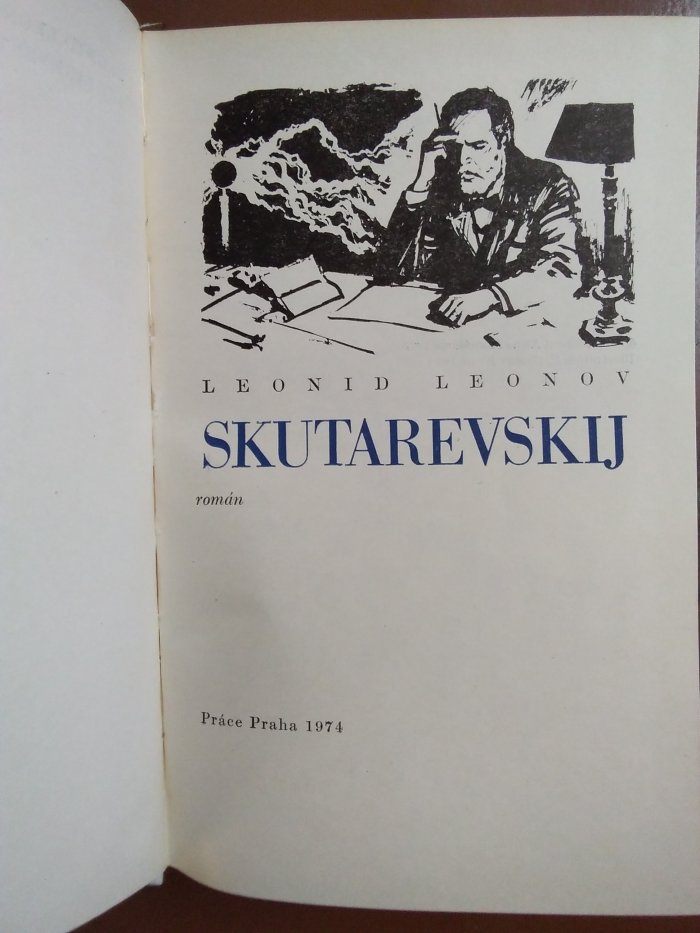 LEONID LEONOV
SKUTAREVSKIJ
román
Práce Praha 1974